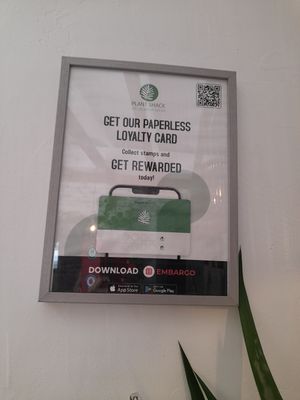 PLANT SHACK
GET OUR PAPERLESS
LOYALTY CARD
Collect stamps and
GET REWARDED
today!
DOWNLOAD EMBARGO
App Store
Google Play